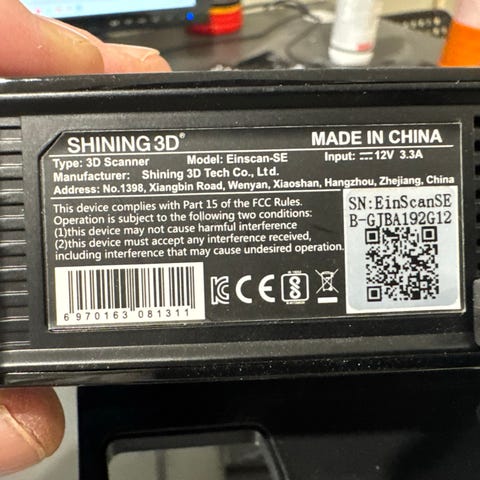 SHINING 3D®
MADE IN CHINA
Type: 3D Scanner Model: Einscan-SE Input: ⎓12V 3.3A
Manufacturer: Shining 3D Tech Co., Ltd.
Address: No.1398, Xiangbin Road, Wenyan, Xiaoshan, Hangzhou, Zhejiang, China
This device complies with Part 15 of the FCC Rules.
Operation is subject to the following two conditions:
(1)this device may not cause harmful interference
(2)this device must accept any interference received,
including interference that may cause undesired operation.
SN:EinScanSE
B-GJBA192G12
6 970163 081311
CE